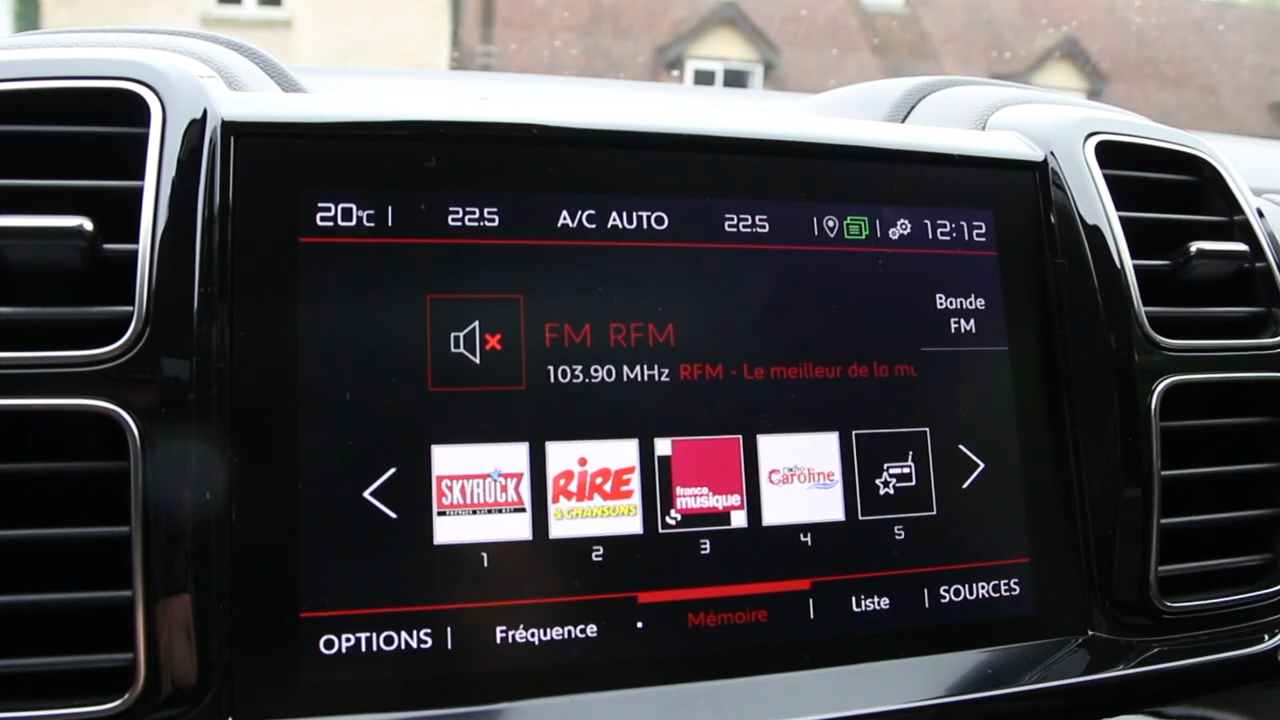 20°C | 22.5 A/C AUTO 22.5 | | 12:12
Bande
FM
FM RFM
103.90 MHz RFM - Le meilleur de la mu
SKYROCK
RIRE
& CHANSONS
france
musique
radio
Caroline
1 2 3 4 5
OPTIONS | Fréquence • Mémoire | Liste | SOURCES